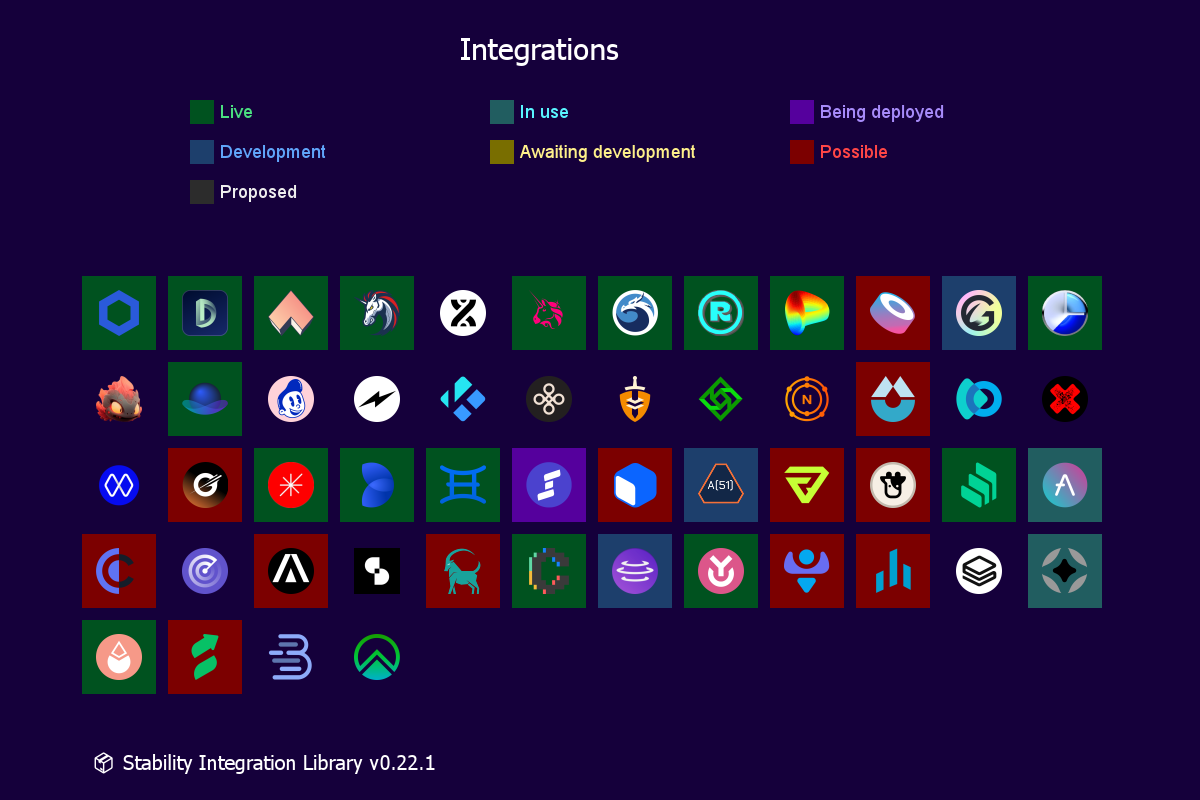 Integrations
Live
In use
Being deployed
Development
Awaiting development
Possible
Proposed
N
A[51]
Stability Integration Library v0.22.1